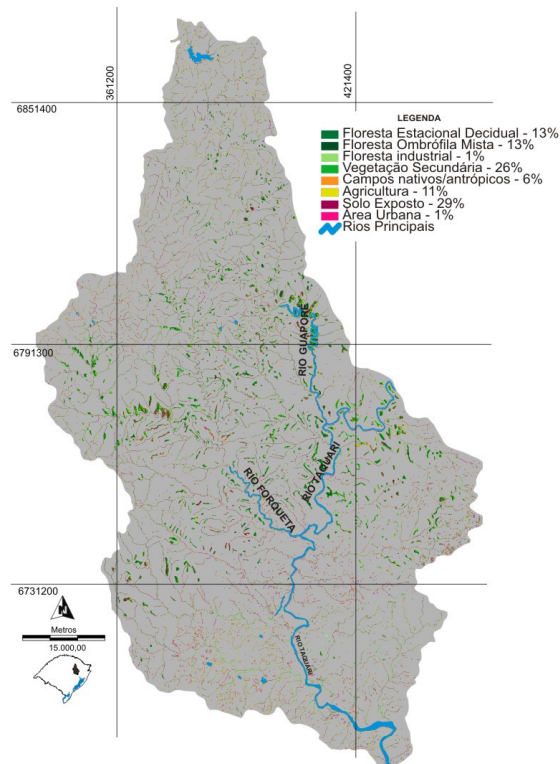 361200
421400
6851400
LEGENDA
Floresta Estacional Decidual - 13%
Floresta Ombrófila Mista - 13%
Floresta industrial - 1%
Vegetação Secundária - 26%
Campos nativos/antrópicos - 6%
Agricultura - 11%
Solo Exposto - 29%
Área Urbana - 1%
Rios Principais
RIO GUAPORÉ
6791300
RIO TAQUARI
RIO FORQUETA
6731200
N
Metros
15.000,00
RIO TAQUARI